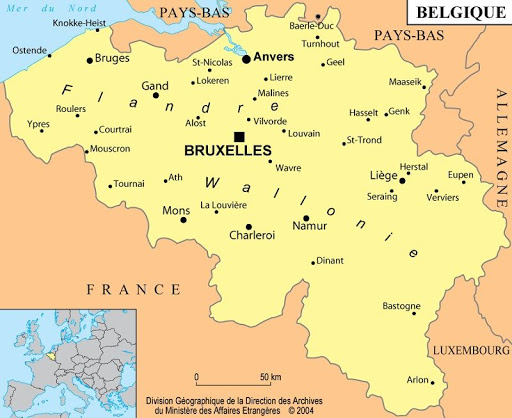 Mer du Nord
PAYS-BAS
BELGIQUE
Knokke-Heist
Baerle-Duc
Ostende
Turnhout
PAYS-BAS
Bruges
Anvers
St-Nicolas
Geel
Lokeren
Lierre
Maaseik
Gand
Malines
Flandre
Roulers
Alost
Vilvorde
Hasselt
Genk
Ypres
Courtrai
Louvain
St-Trond
Mouscron
BRUXELLES
ALLEMAGNE
Wavre
Herstal
Liège
Eupen
Tournai
Ath
Wallonie
Seraing
Verviers
Mons
La Louvière
Namur
Charleroi
Dinant
FRANCE
Bastogne
LUXEMBOURG
Arlon
0 50 km
Division Géographique de la Direction des Archives
du Ministère des Affaires Etrangères © 2004